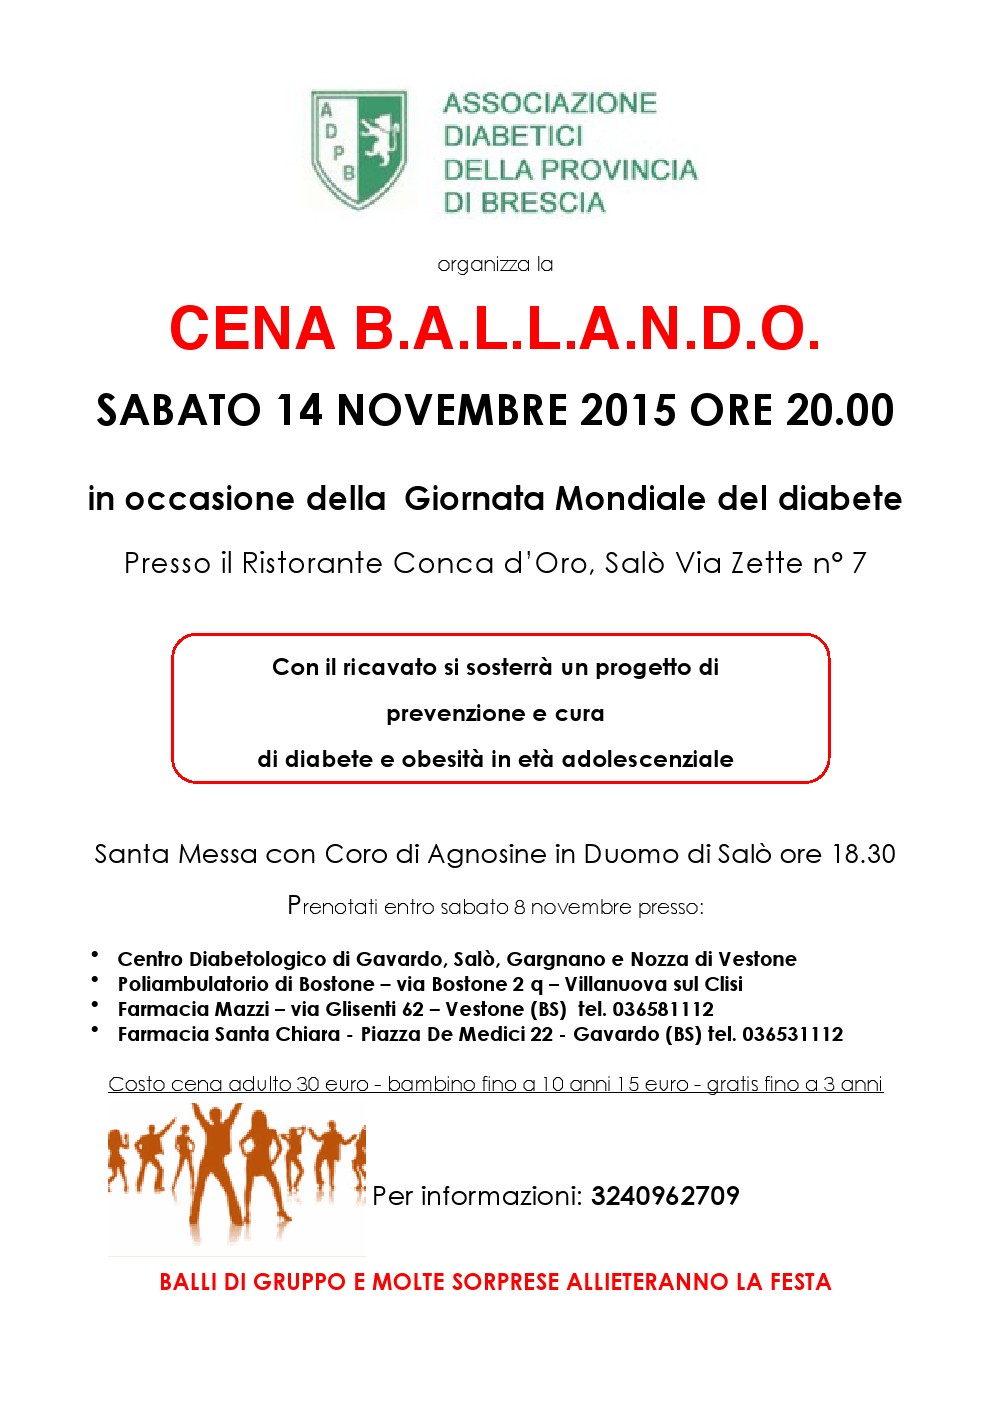 A
D
P
B
ASSOCIAZIONE
DIABETICI
DELLA PROVINCIA
DI BRESCIA
organizza la
CENA B.A.L.L.A.N.D.O.
SABATO 14 NOVEMBRE 2015 ORE 20.00
in occasione della Giornata Mondiale del diabete
Presso il Ristorante Conca d'Oro, Salò Via Zette n° 7
Con il ricavato si sosterrà un progetto di
prevenzione e cura
di diabete e obesità in età adolescenziale
Santa Messa con Coro di Agnosine in Duomo di Salò ore 18.30
Prenotati entro sabato 8 novembre presso:
• Centro Diabetologico di Gavardo, Salò, Gargnano e Nozza di Vestone
• Poliambulatorio di Bostone – via Bostone 2 q – Villanuova sul Clisi
• Farmacia Mazzi – via Glisenti 62 – Vestone (BS) tel. 036581112
• Farmacia Santa Chiara - Piazza De Medici 22 - Gavardo (BS) tel. 036531112
Costo cena adulto 30 euro - bambino fino a 10 anni 15 euro - gratis fino a 3 anni
Per informazioni: 3240962709
BALLI DI GRUPPO E MOLTE SORPRESE ALLIETERANNO LA FESTA